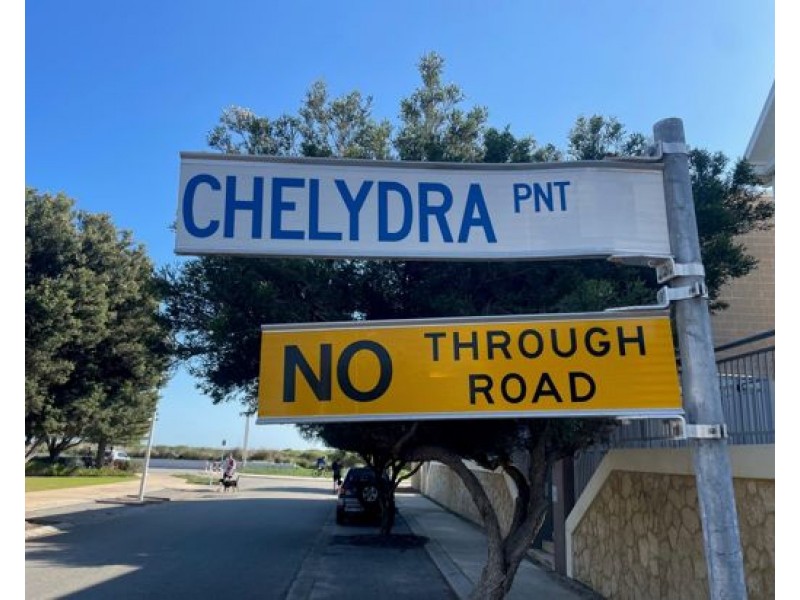 CHELYDRA PNT
NO THROUGH
ROAD